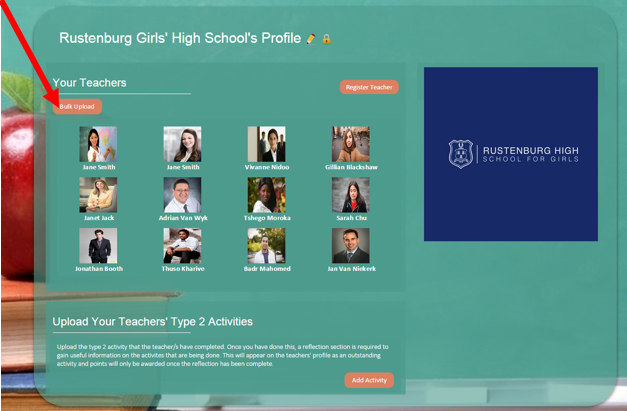 Rustenburg Girls' High School's Profile
Your Teachers
Register Teacher
Bulk Upload
RUSTENBURG HIGH
SCHOOL FOR GIRLS
Jane Smith
Jane Smith
Vivanne Nidoo
Gillian Blackshaw
Janet Jack
Adrian Van Wyk
Tshego Moroka
Sarah Chu
Jonathan Booth
Thuso Kharive
Badr Mahomed
Jan Van Niekerk
Upload Your Teachers' Type 2 Activities
Upload the type 2 activity that the teacher/s have completed. Once you have done this, a reflection section is required to
gain useful information on the activities that are being done. This will appear on the teachers' profile as an outstanding
activity and points will only be awarded once the reflection has been complete.
Add Activity